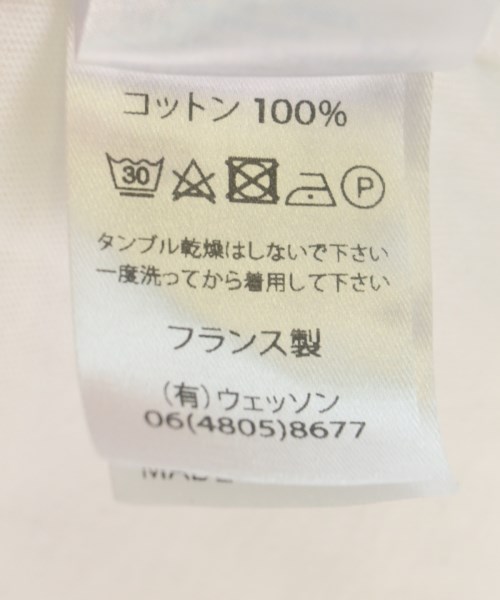 コットン 100%
30 P
タンブル乾燥はしないで下さい
一度洗ってから着用して下さい
フランス製
(有)ウェッソン
06(4805)8677